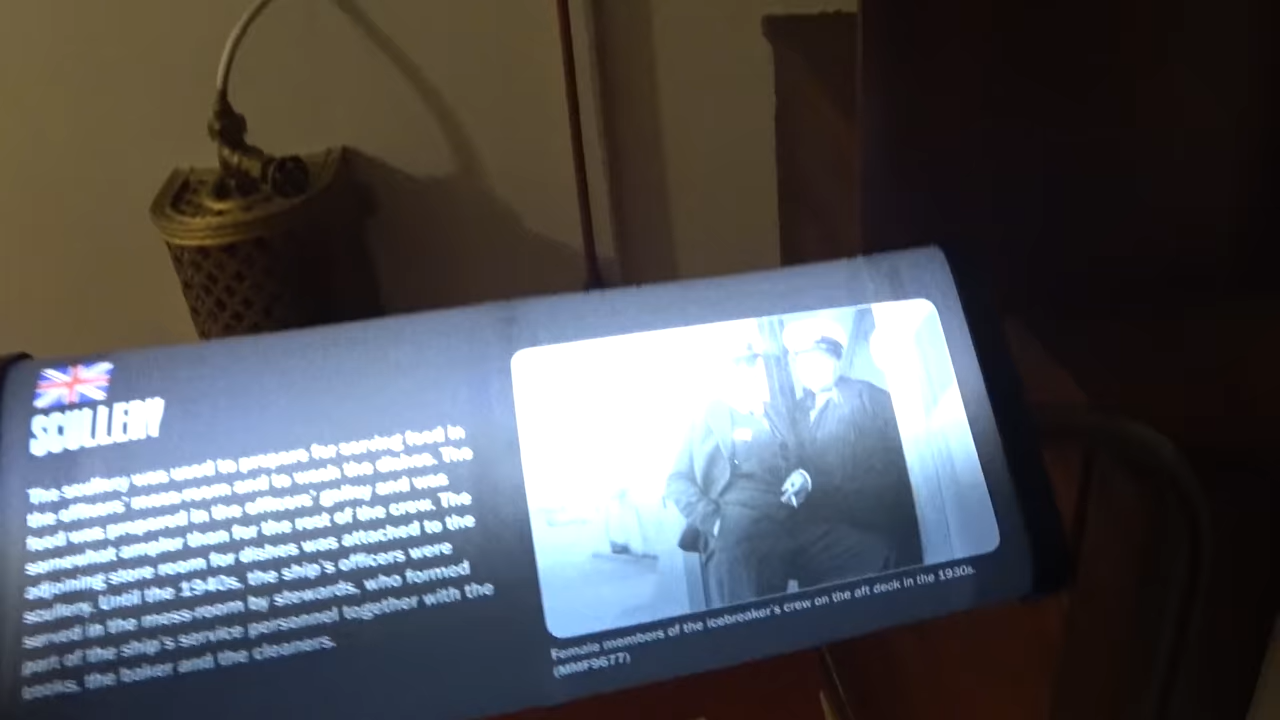 SCULLERY
The scullery was used to prepare for serving food in
the officers' mess-room and to wash the dishes. The
food was prepared in the officers' galley and was
somewhat ampler than for the rest of the crew. The
adjoining store room for dishes was attached to the
scullery. Until the 1940s, the ship's officers were
served in the mess-room by stewards, who formed
part of the ship's service personnel together with the
cooks, the baker and the cleaners.
Female members of the icebreaker's crew on the aft deck in the 1930s.
(MMF9677)